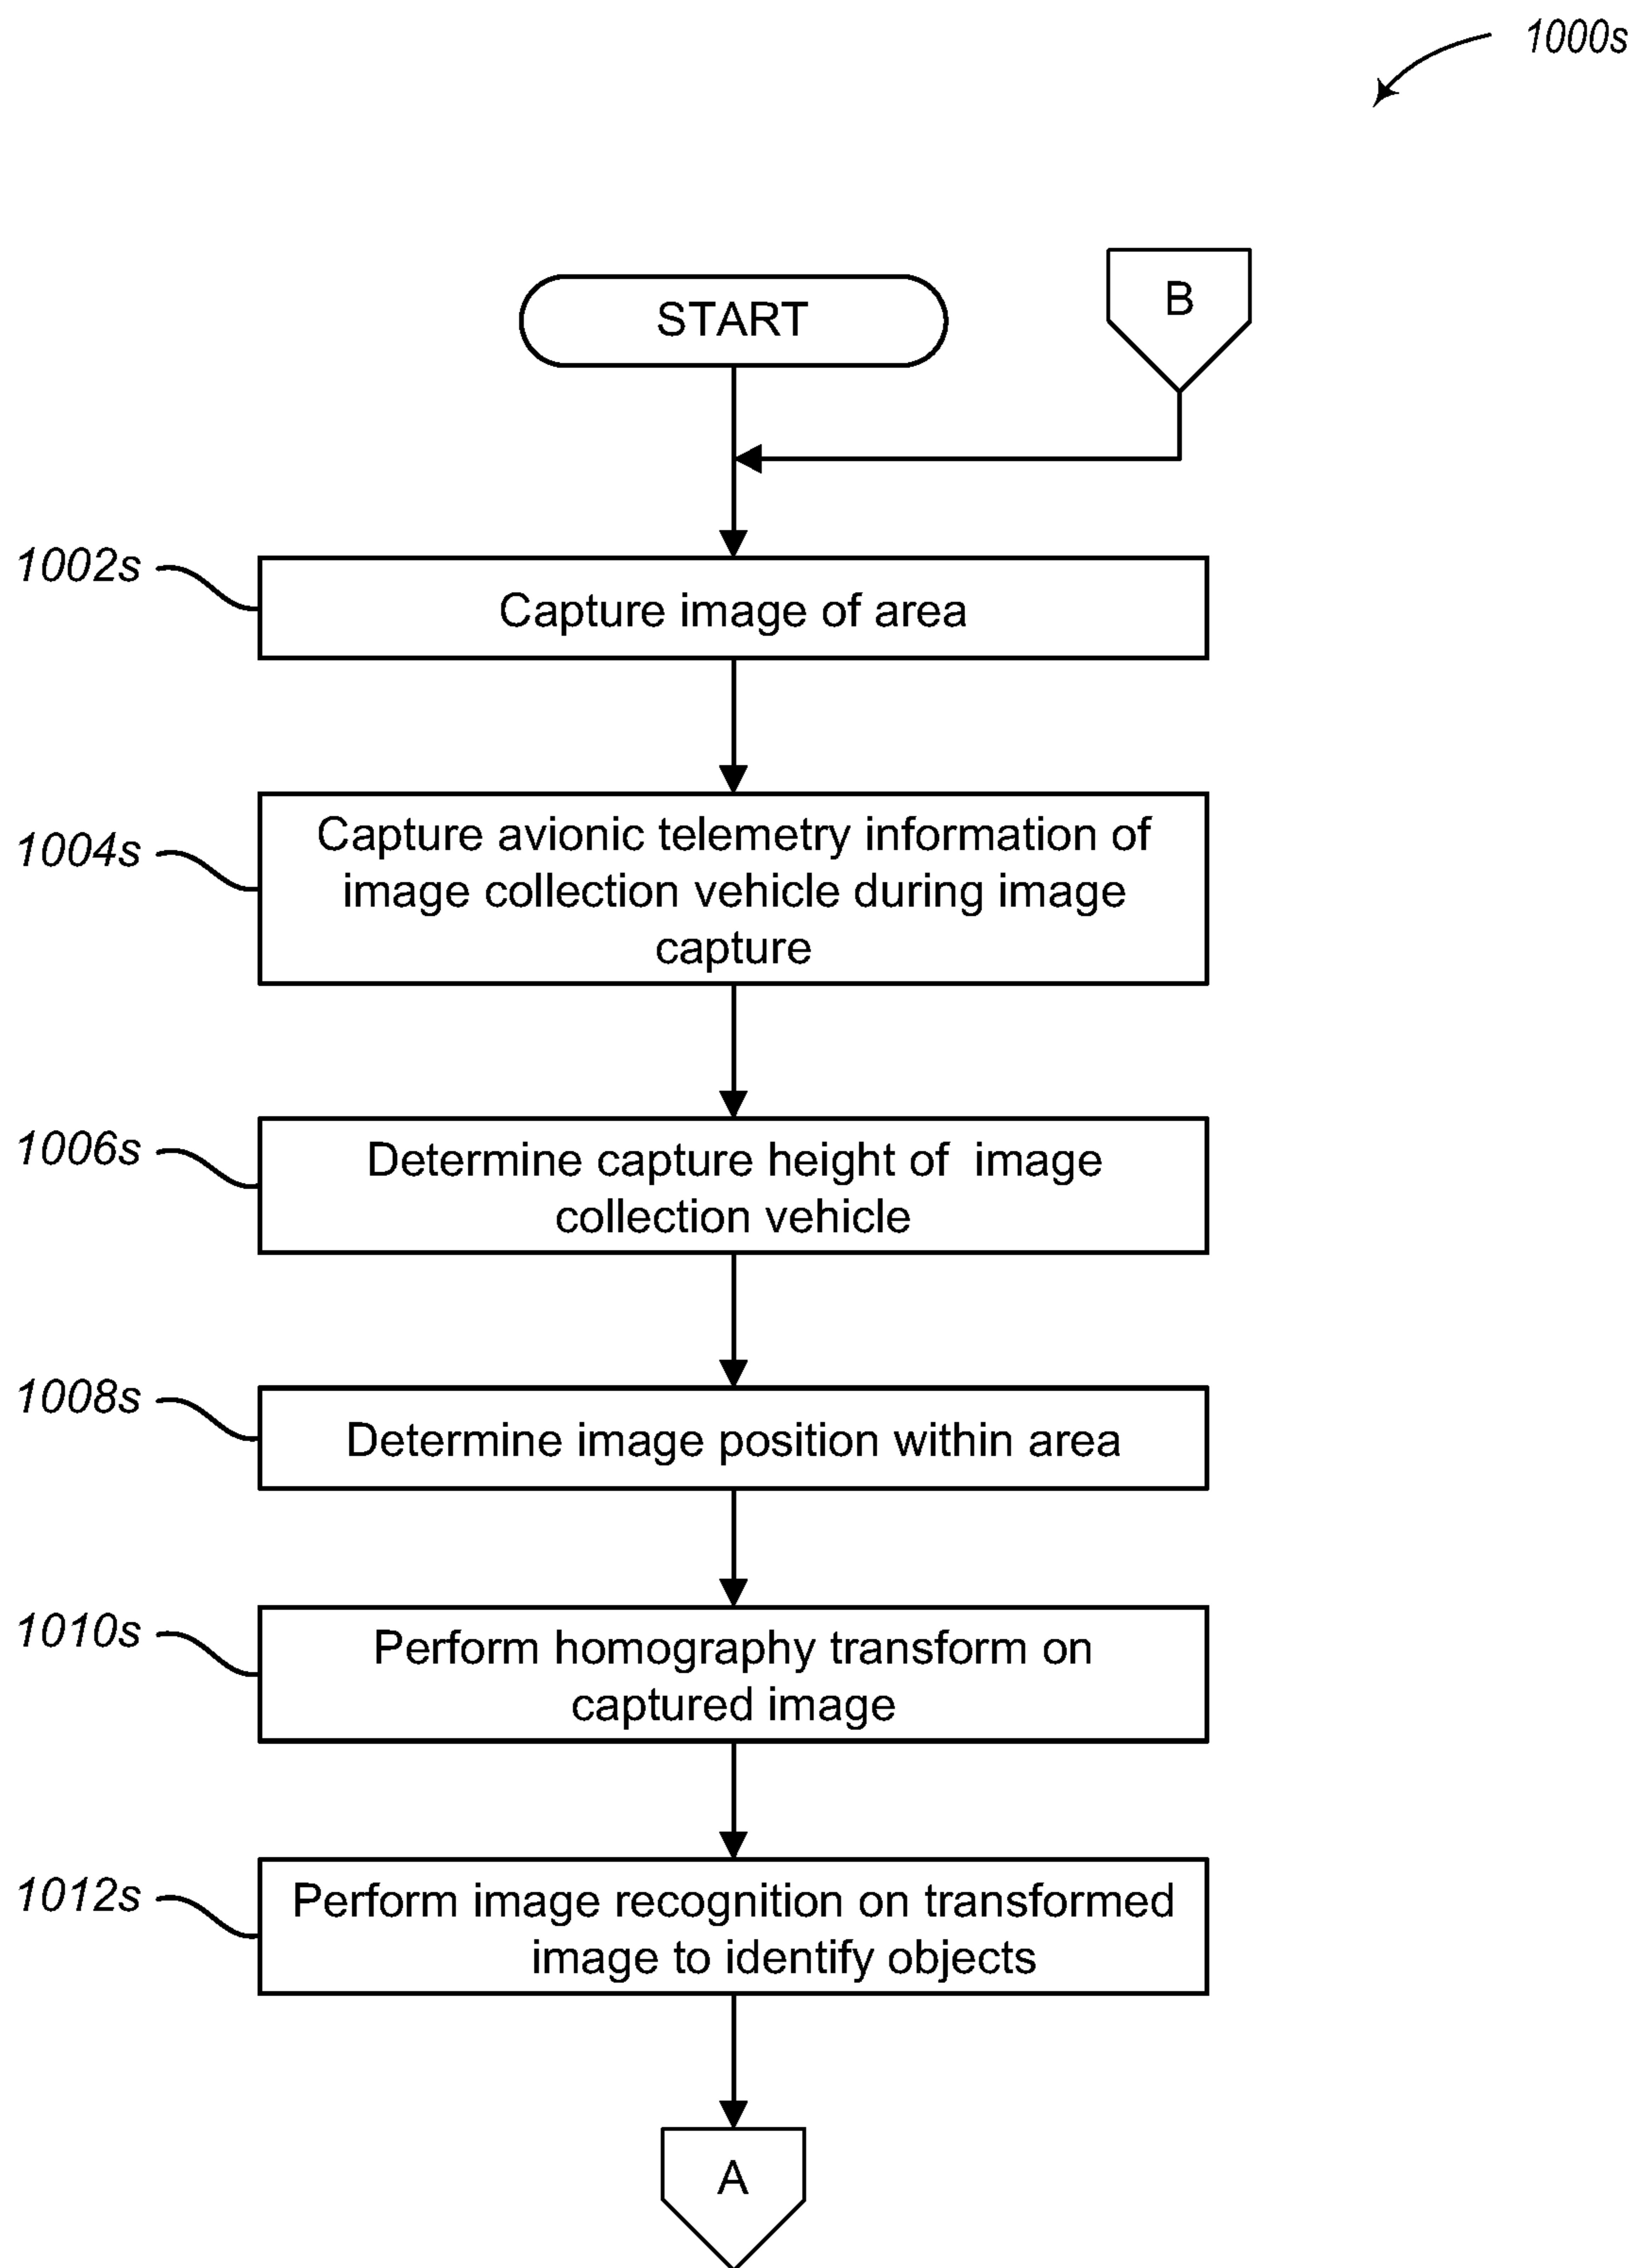 1000s
START
B
1002s
Capture image of area
1004s
Capture avionic telemetry information of
image collection vehicle during image
capture
1006s
Determine capture height of image
collection vehicle
1008s
Determine image position within area
1010s
Perform homography transform on
captured image
1012s
Perform image recognition on transformed
image to identify objects
A